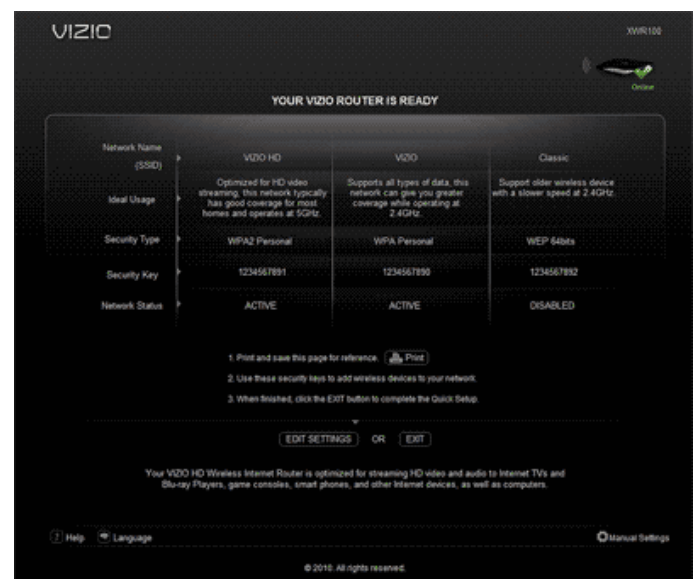 VIZIO
XWR100
Online
YOUR VIZIO ROUTER IS READY
Network Name
(SSID)
VIZIO HD
VIZIO
Classic
Ideal Usage
Optimized for HD video
streaming, this network typically
has good coverage for most
homes and operates at 5GHz.
Supports all types of data, this
network can give you greater
coverage while operating at
2.4GHz.
Support older wireless device
with a slower speed at 2.4GHz.
Security Type
WPA2 Personal
WPA Personal
WEP 64bits
Security Key
1234567891
1234567890
1234567892
Network Status
ACTIVE
ACTIVE
DISABLED
1. Print and save this page for reference. Print
2. Use these security keys to add wireless devices to your network.
3. When finished, click the EXIT button to complete the Quick Setup.
EDIT SETTINGS OR EXIT
Your VIZIO HD Wireless Internet Router is optimized for streaming HD video and audio to Internet TVs and
Blu-ray Players, game consoles, smart phones, and other Internet devices, as well as computers.
? Help Language
Manual Settings
© 2010. All rights reserved.